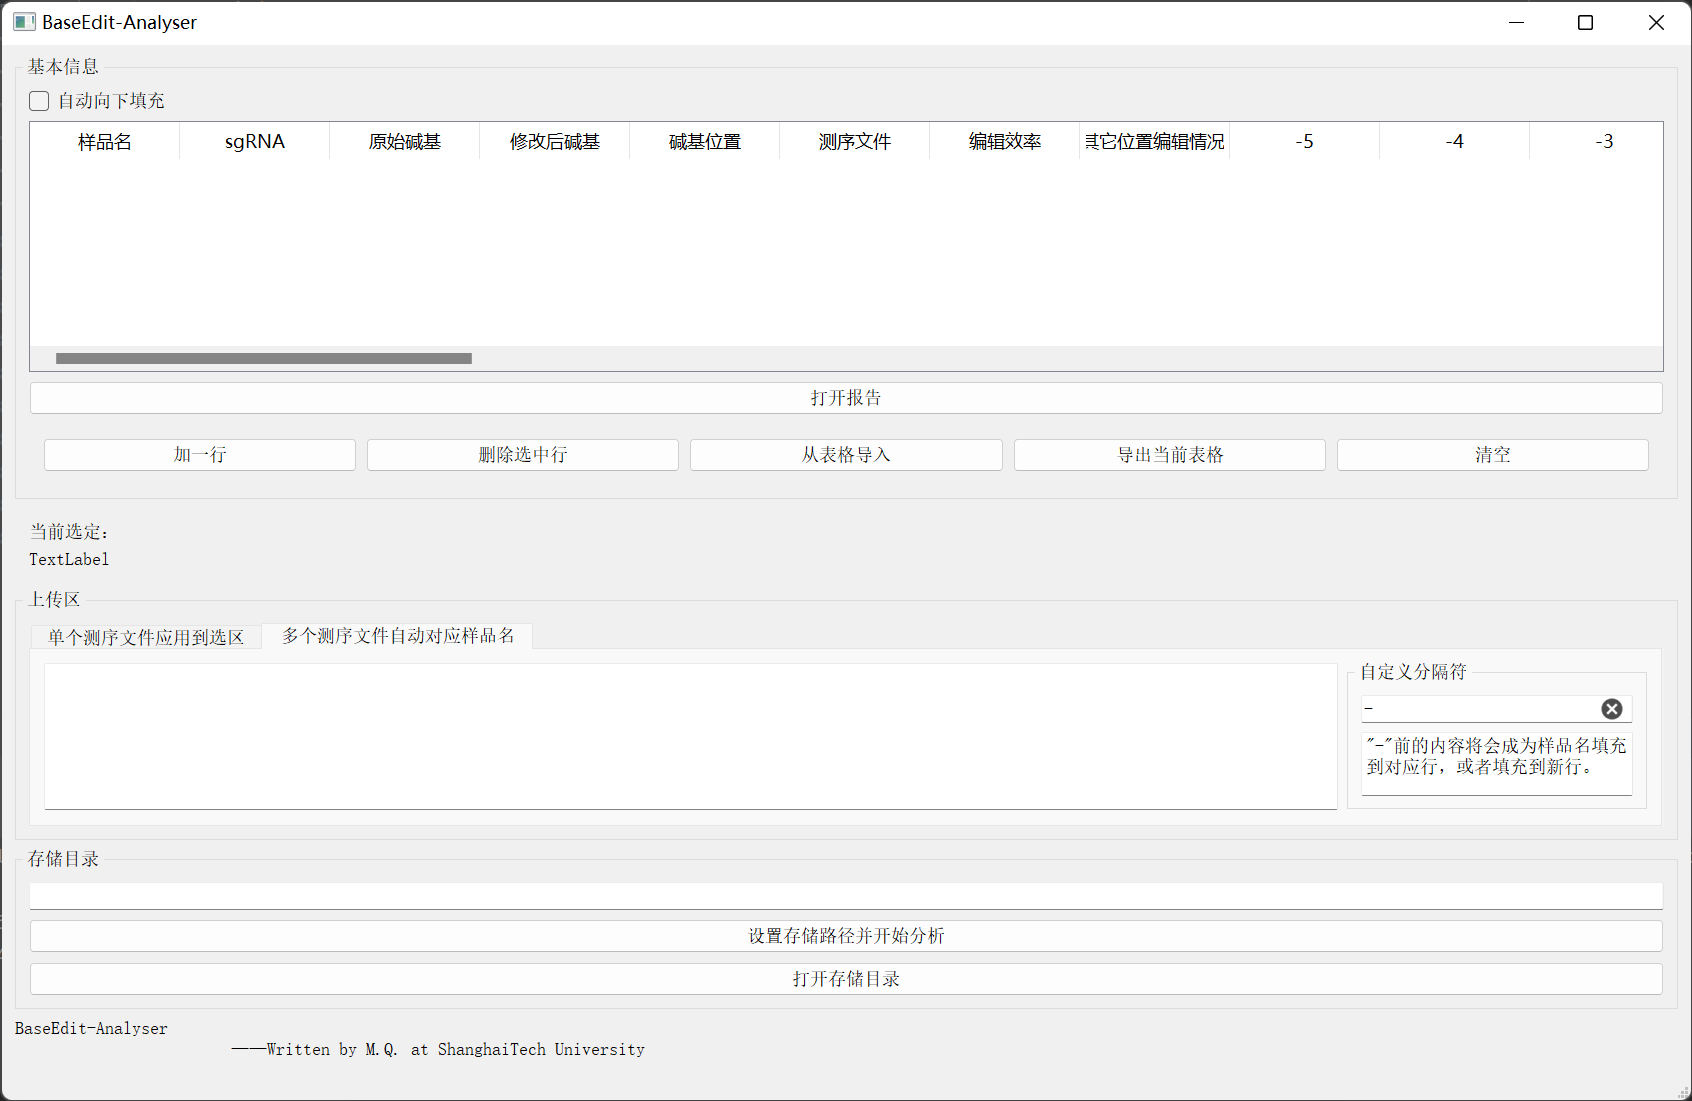 BaseEdit-Analyser
基本信息
自动向下填充
样品名 sgRNA 原始碱基 修改后碱基 碱基位置 测序文件 编辑效率 其它位置编辑情况 -5 -4 -3
打开报告
加一行 删除选中行 从表格导入 导出当前表格 清空
当前选定：
TextLabel
上传区
单个测序文件应用到选区 多个测序文件自动对应样品名
自定义分隔符
-
"-"前的内容将会成为样品名填充
到对应行，或者填充到新行。
存储目录
设置存储路径并开始分析
打开存储目录
BaseEdit-Analyser
——Written by M.Q. at ShanghaiTech University